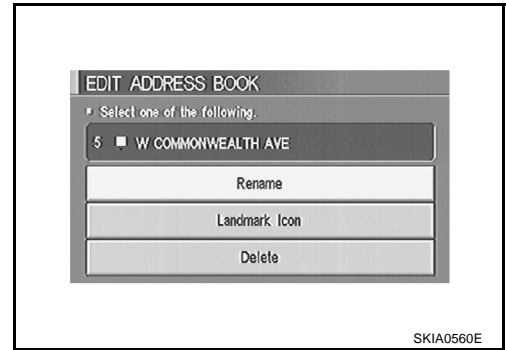 EDIT ADDRESS BOOK
Select one of the following.
5 W COMMONWEALTH AVE
Rename
Landmark Icon
Delete
SKIA0560E